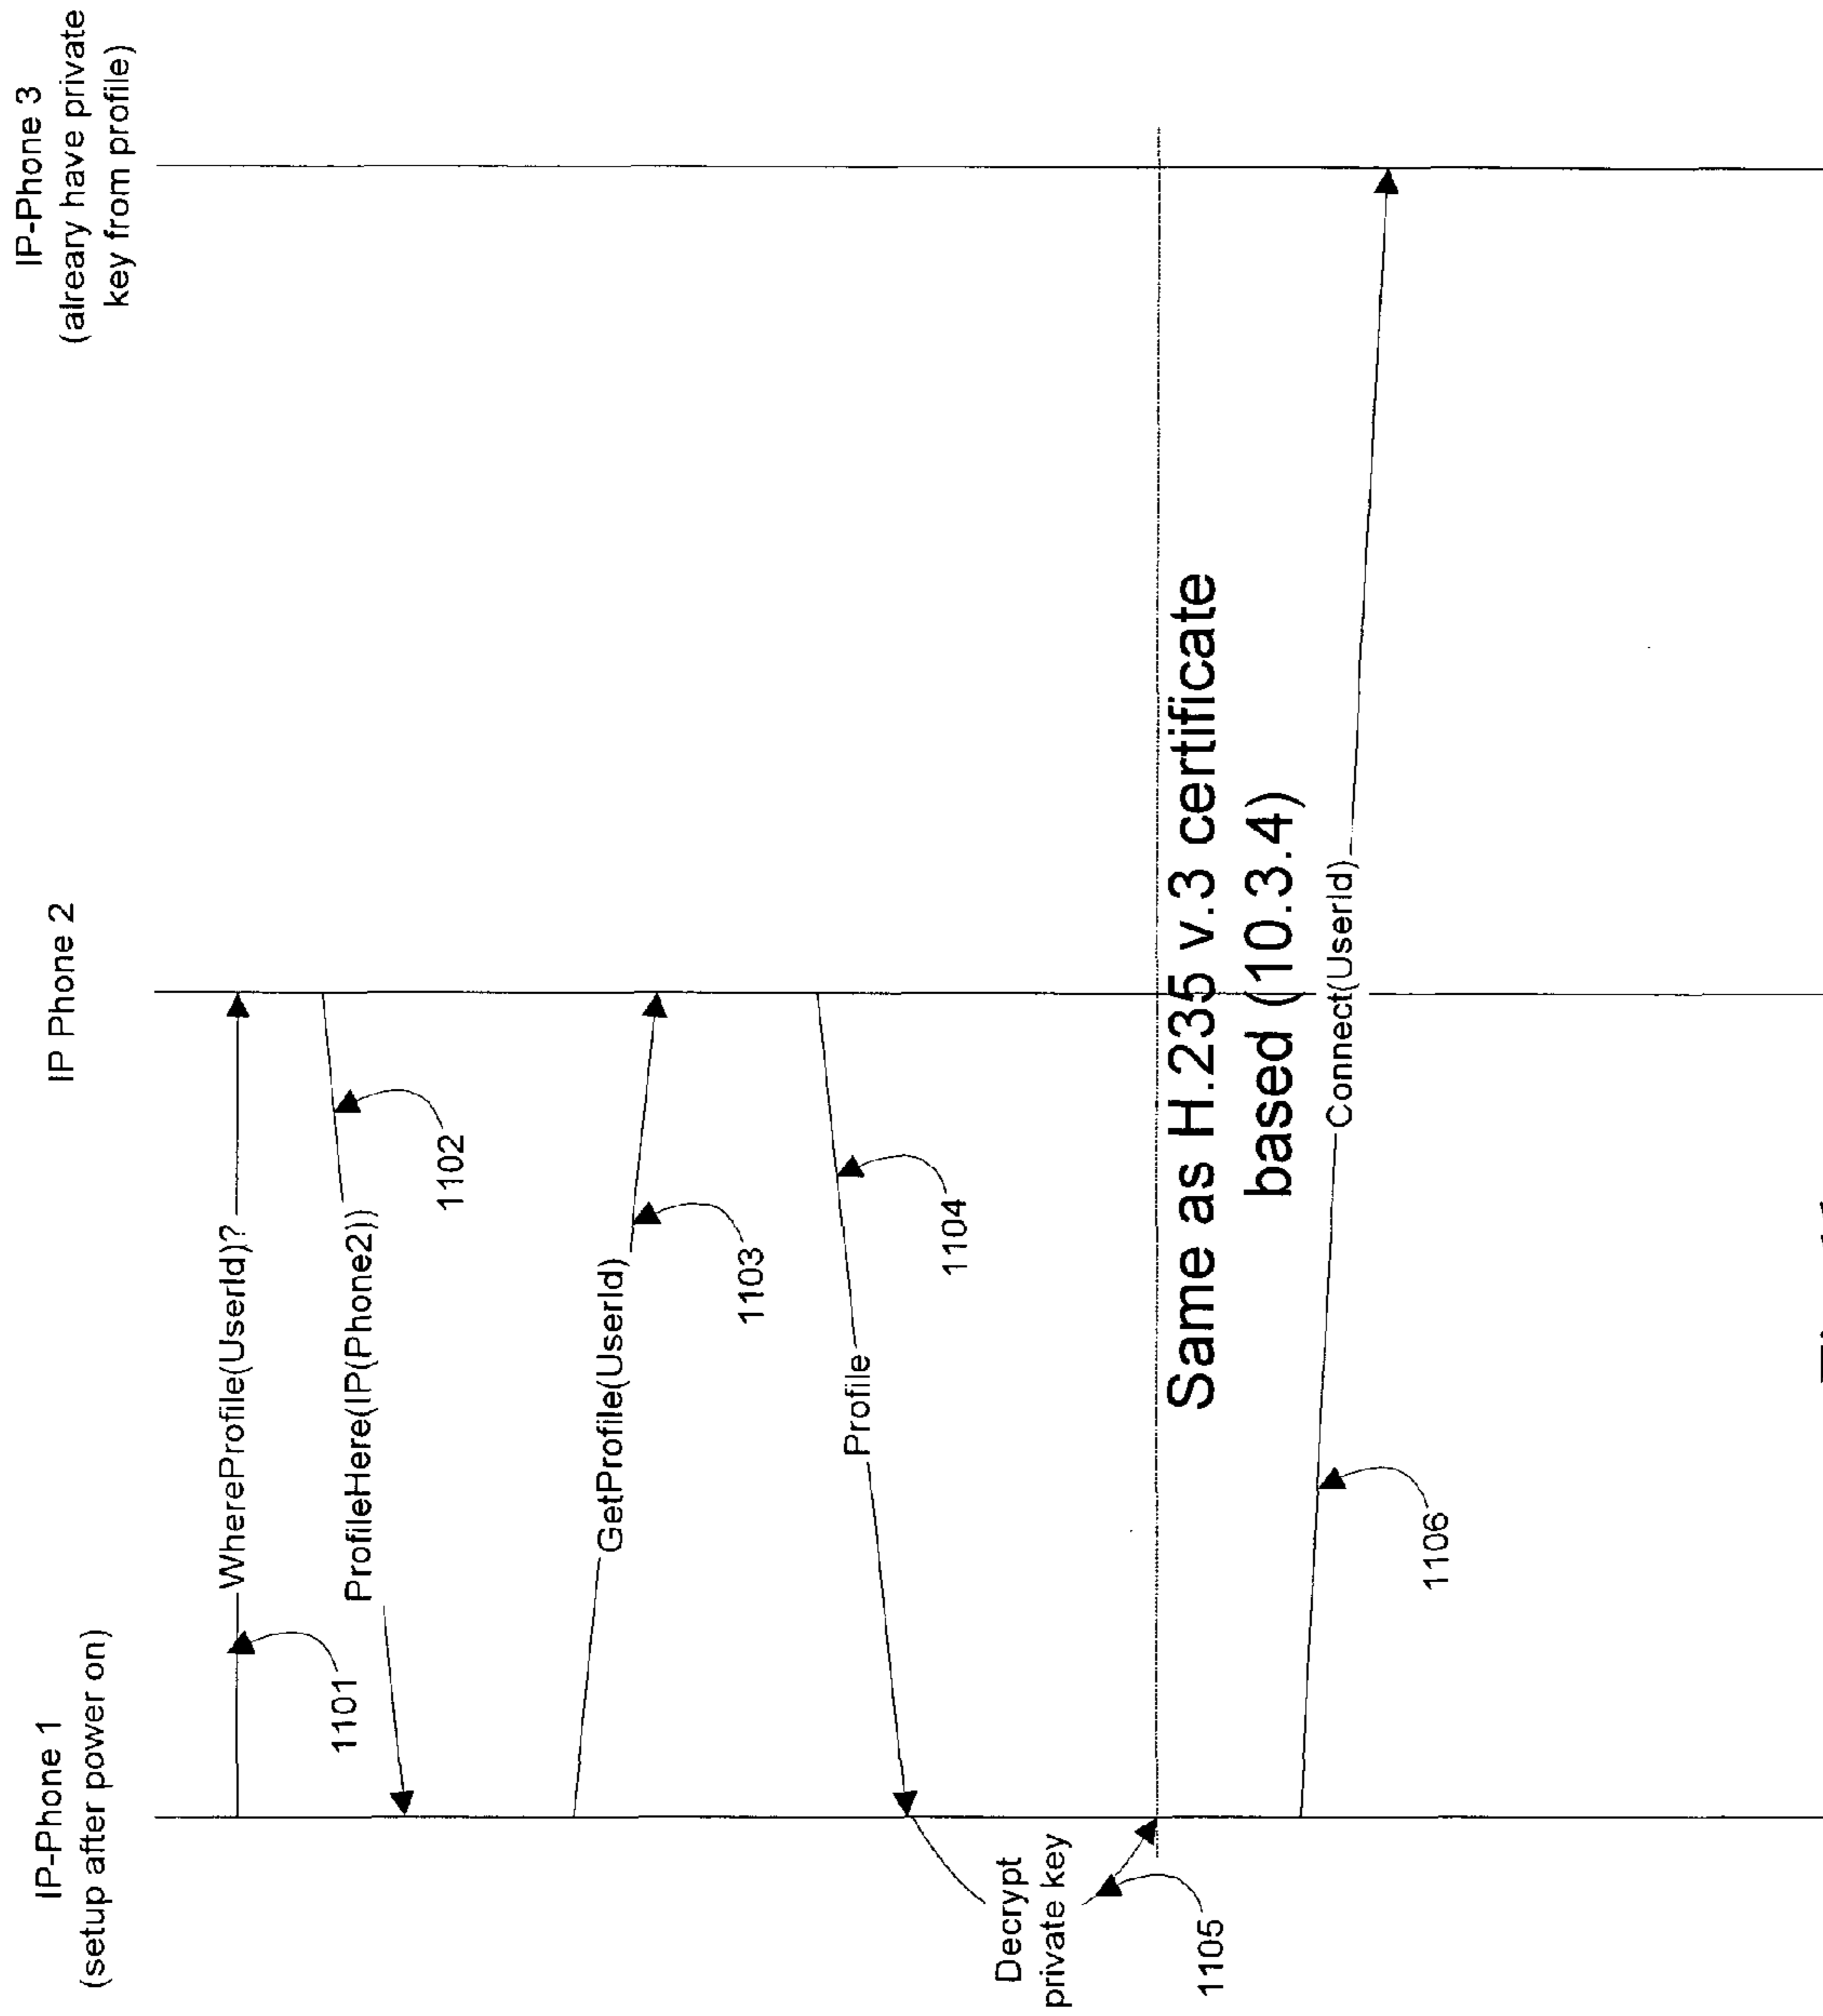 IP-Phone 1
(setup after power on)
IP Phone 2
IP-Phone 3
(alreary have private
key from profile)
WhereProfile(UserId)?
1101
ProfileHere(IP(Phone2))
1102
GetProfile(UserId)
1103
Profile
1104
Decrypt
private key
1105
Same as H.235 v.3 certificate
based (10.3.4)
Connect(UserId)
1106